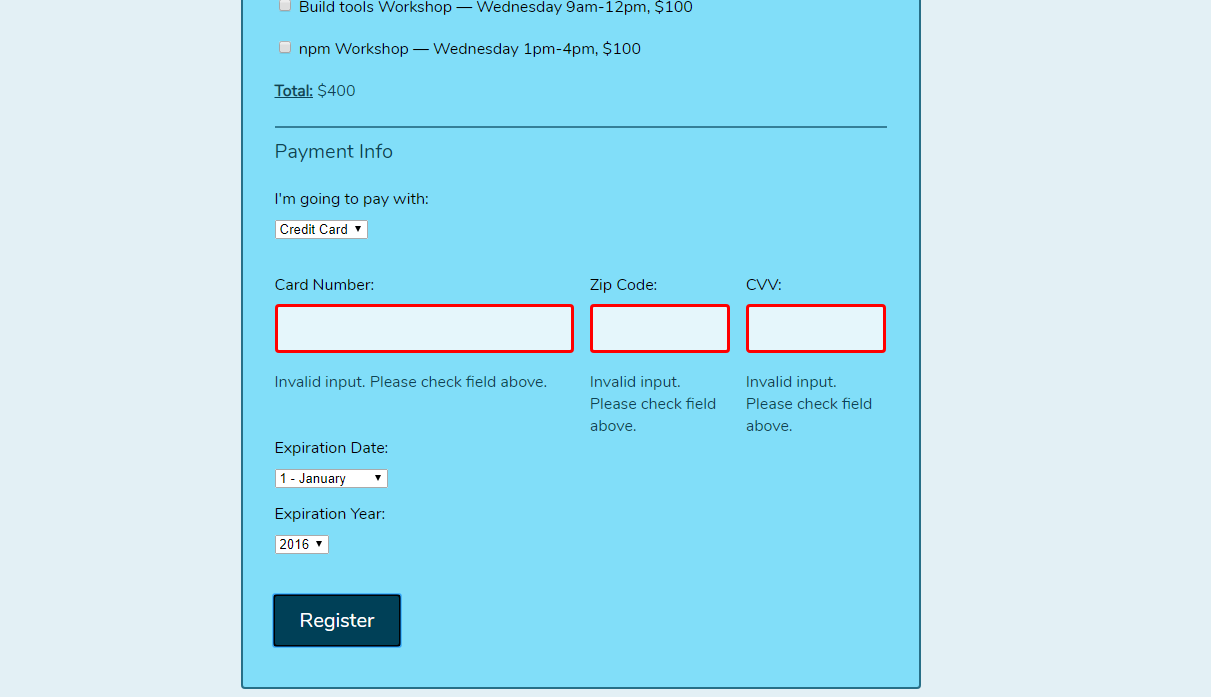 Build tools Workshop — Wednesday 9am-12pm, $100
npm Workshop — Wednesday 1pm-4pm, $100
Total: $400
Payment Info
I'm going to pay with:
Credit Card
Card Number:
Zip Code:
CVV:
Invalid input. Please check field above.
Invalid input.
Please check field
above.
Invalid input.
Please check field
above.
Expiration Date:
1 - January
Expiration Year:
2016
Register